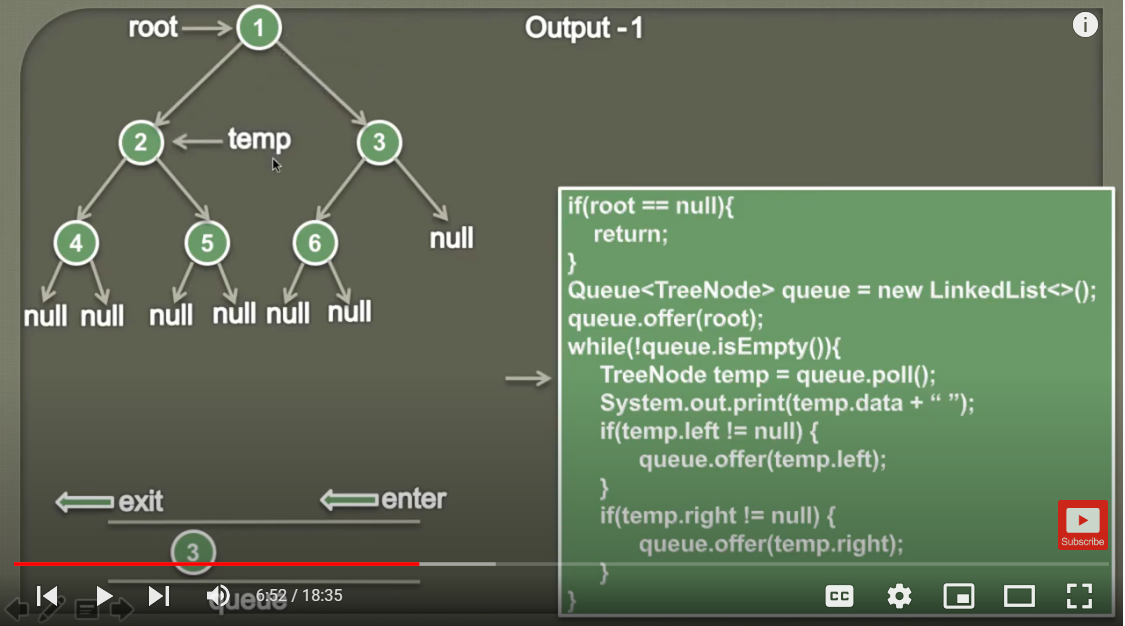 root
1
Output - 1
2
temp
3
4
5
6
null
null null null null null null
if(root == null){
return;
}
Queue<TreeNode> queue = new LinkedList<>();
queue.offer(root);
while(!queue.isEmpty()){
TreeNode temp = queue.poll();
System.out.print(temp.data + “ ”);
if(temp.left != null) {
queue.offer(temp.left);
}
if(temp.right != null) {
queue.offer(temp.right);
}
}
exit
enter
3
queue
6:52 / 18:35
CC
Subscribe
i